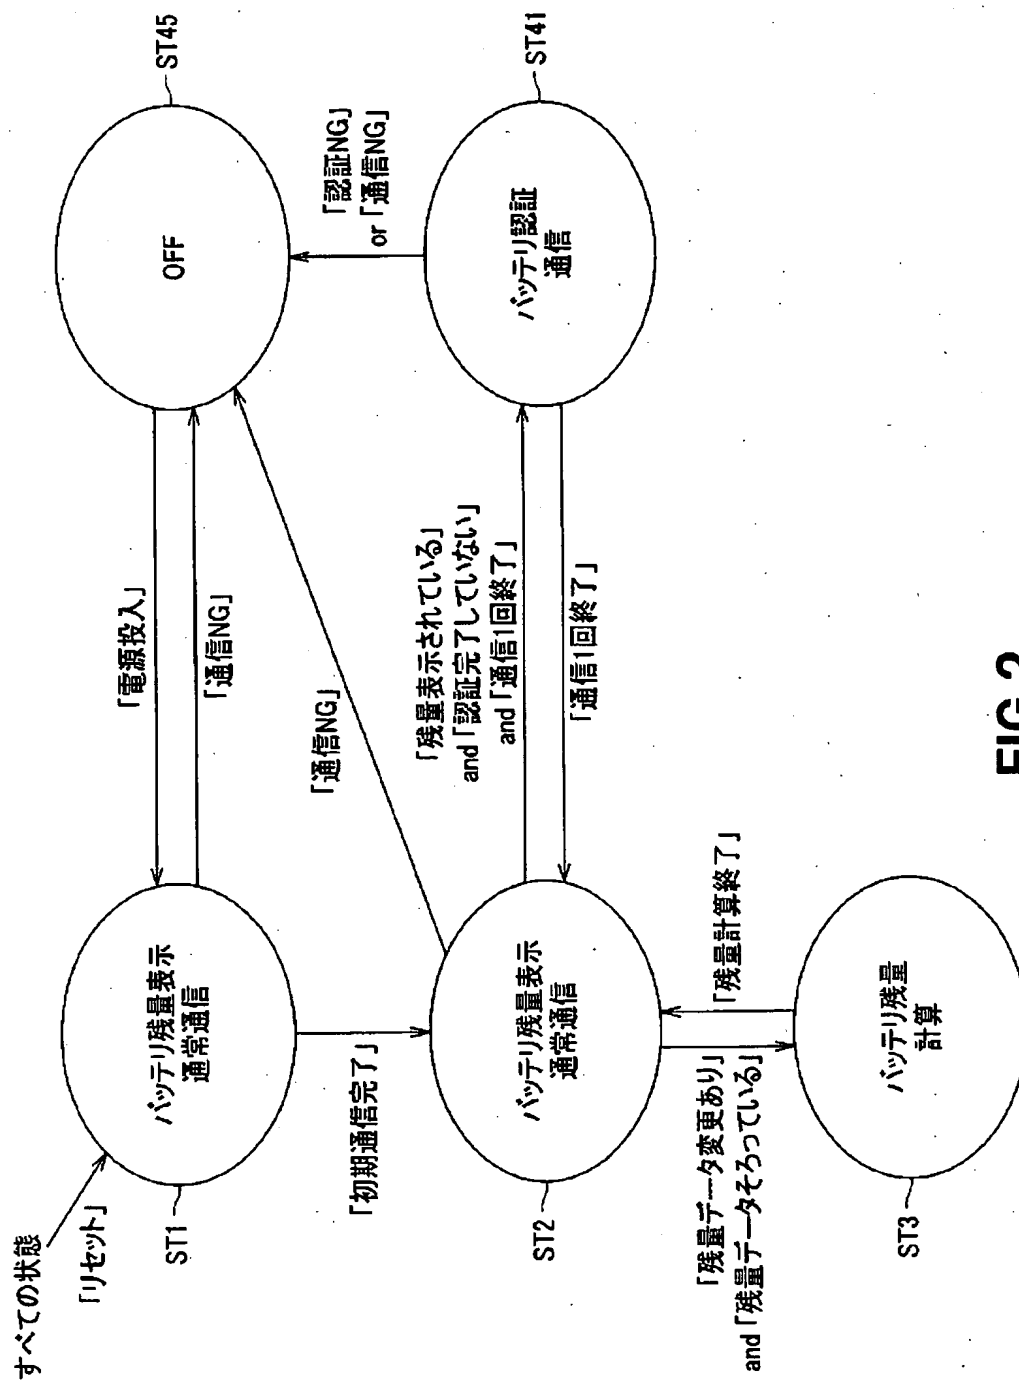 すべての状態
「リセット」
ST1
バッテリ残量表示
通常通信
「電源投入」
「通信NG」
OFF
ST45
「初期通信完了」
「通信NG」
「認証NG」
or「通信NG」
ST2
バッテリ残量表示
通常通信
「残量表示されている」
and「認証完了していない」
and「通信1回終了」
「通信1回終了」
バッテリ認証
通信
ST41
「残量データ変更あり」
and「残量データそろっている」
「残量計算終了」
ST3
バッテリ残量
計算
FIG.2